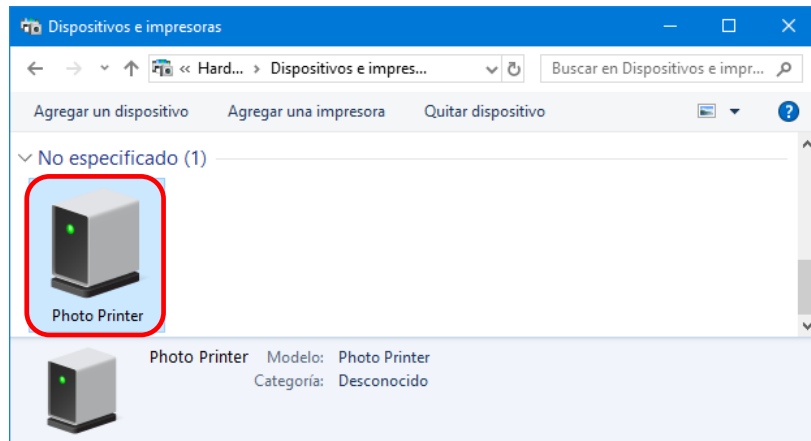 Dispositivos e impresoras
« Hard... > Dispositivos e impres...
Buscar en Dispositivos e impr...
Agregar un dispositivo Agregar una impresora Quitar dispositivo
No especificado (1)
Photo Printer
Photo Printer Modelo: Photo Printer
Categoría: Desconocido